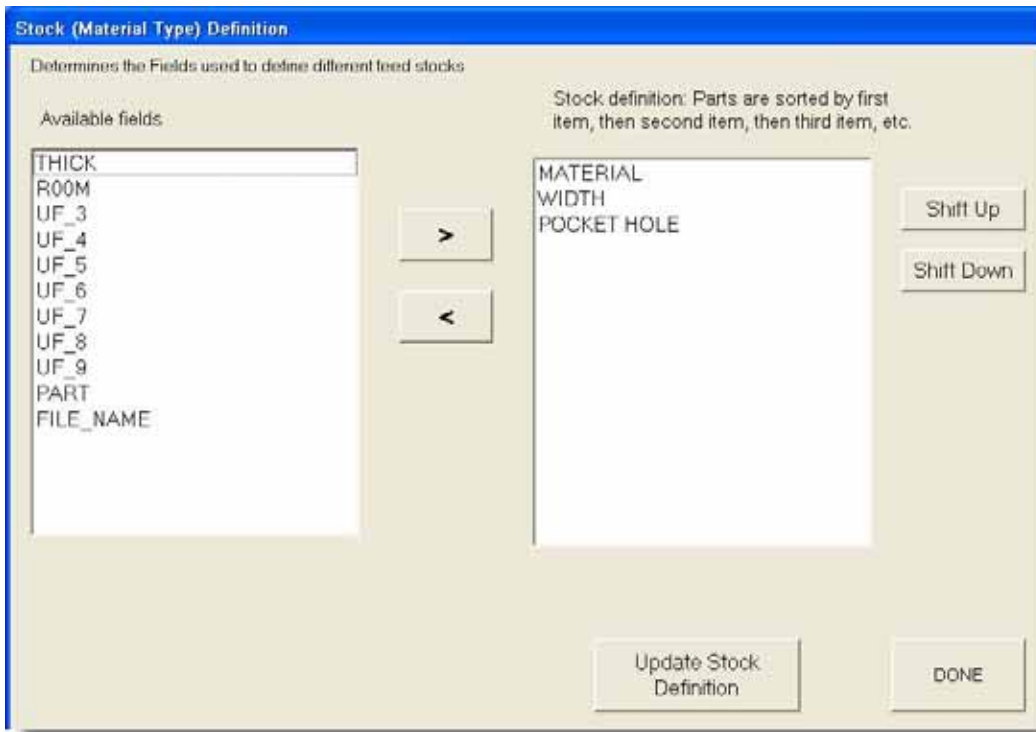 Stock (Material Type) Definition
Determines the Fields used to define different feed stocks
Available fields
THICK
ROOM
UF_3
UF_4
UF_5
UF_6
UF_7
UF_8
UF_9
PART
FILE_NAME
>
<
Stock definition: Parts are sorted by first
item, then second item, then third item, etc.
MATERIAL
WIDTH
POCKET HOLE
Shift Up
Shift Down
Update Stock
Definition
DONE